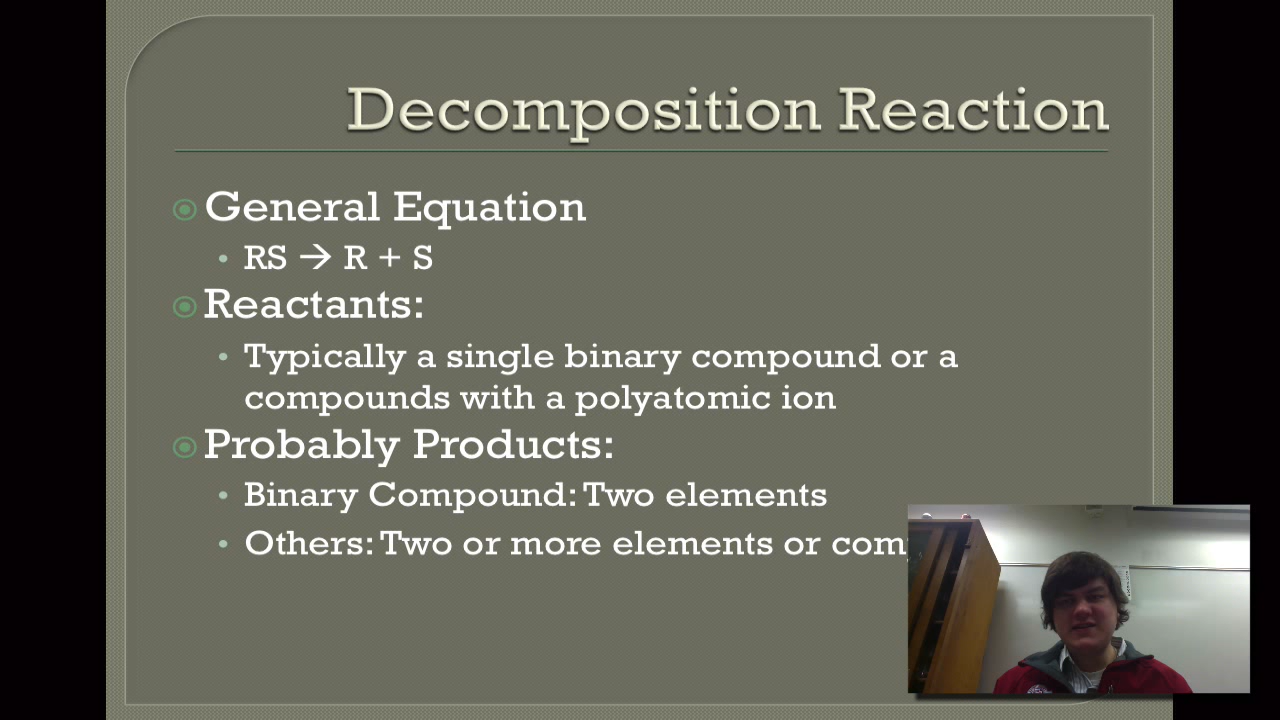 Decomposition Reaction
General Equation
RS → R + S
Reactants:
Typically a single binary compound or a
compounds with a polyatomic ion
Probably Products:
Binary Compound: Two elements
Others: Two or more elements or